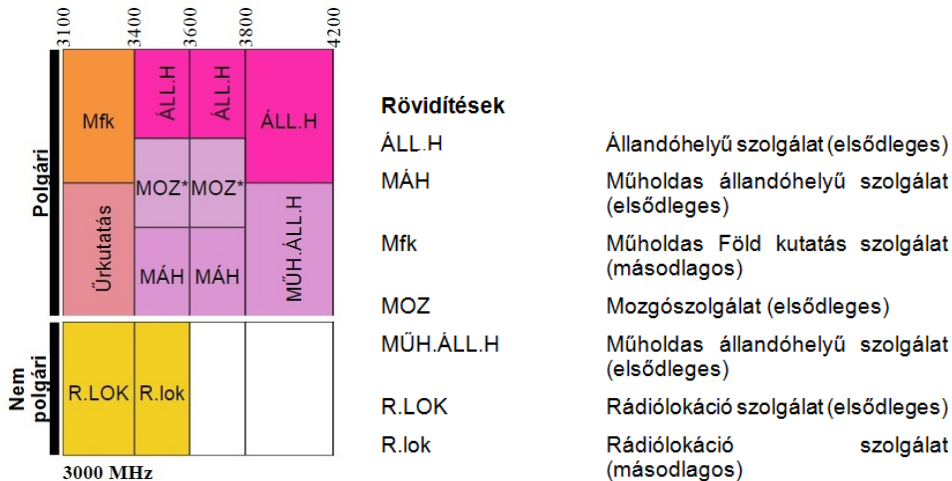 3100 3400 3600 3800 4200
Polgári
Mfk
ÁLL.H
ÁLL.H
ÁLL.H
MOZ*
MOZ*
Űrkutatás
MÁH
MÁH
MŰH.ÁLL.H
Nem
polgári
R.LOK
R.lok
3000 MHz
Rövidítések
ÁLL.H Állandóhelyű szolgálat (elsődleges)
MÁH Műholdas állandóhelyű szolgálat
(elsődleges)
Mfk Műholdas Föld kutatás szolgálat
(másodlagos)
MOZ Mozgószolgálat (elsődleges)
MŰH.ÁLL.H Műholdas állandóhelyű szolgálat
(elsődleges)
R.LOK Rádiólokáció szolgálat (elsődleges)
R.lok Rádiólokáció szolgálat
(másodlagos)